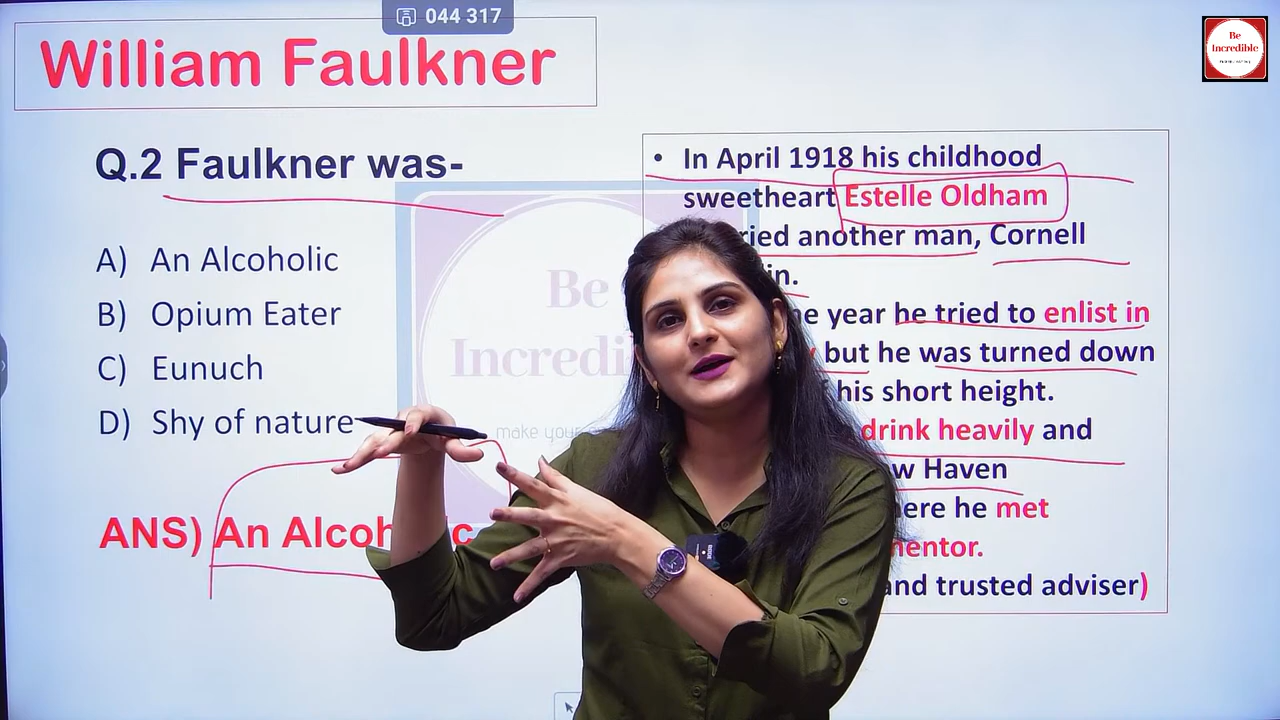 044 317
Be
Incredible
William Faulkner
Q.2 Faulkner was-
A) An Alcoholic
B) Opium Eater
C) Eunuch
D) Shy of nature
ANS) An Alcoholic
Be
Incredi
make your
• In April 1918 his childhood
sweetheart Estelle Oldham
ried another man, Cornell
in.
he year he tried to enlist in
but he was turned down
his short height.
drink heavily and
w Haven
ere he met
mentor.
and trusted adviser)